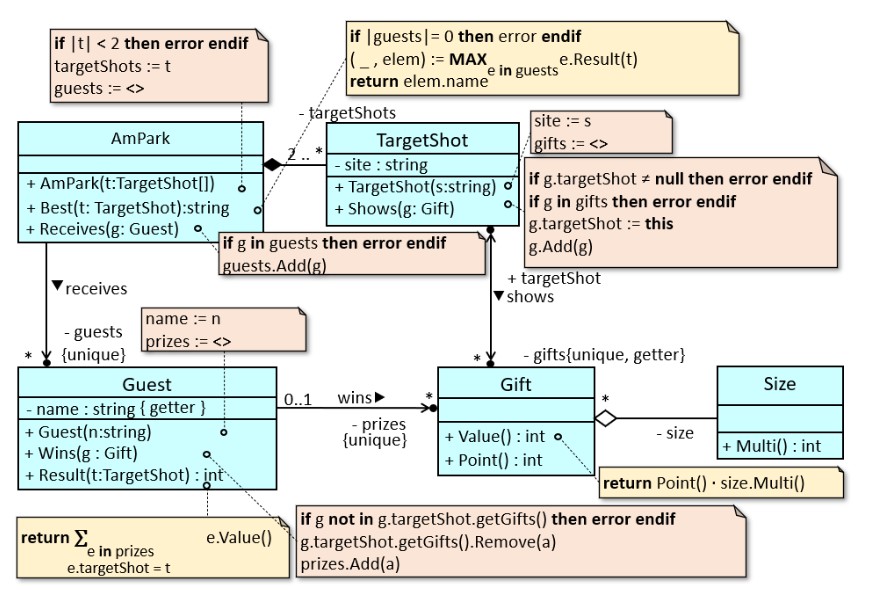 if |t| < 2 then error endif
targetShots := t
guests := <>
if |guests|= 0 then error endif
( _ , elem) := MAX e in guests e.Result(t)
return elem.name
- targetShots
2 .. *
site := s
gifts := <>
AmPark
+ AmPark(t:TargetShot[])
+ Best(t: TargetShot):string
+ Receives(g: Guest)
TargetShot
- site : string
+ TargetShot(s:string)
+ Shows(g: Gift)
if g.targetShot ≠ null then error endif
if g in gifts then error endif
g.targetShot := this
g.Add(g)
if g in guests then error endif
guests.Add(g)
▼receives
+ targetShot
▼shows
name := n
prizes := <>
- guests
{unique}
*
*
- gifts{unique, getter}
Guest
- name : string { getter }
+ Guest(n:string)
+ Wins(g : Gift)
+ Result(t:TargetShot) : int
0..1
wins▶
*
- prizes
{unique}
Gift
+ Value() : int
+ Point() : int
*
- size
Size
+ Multi() : int
return Point() · size.Multi()
return Σ e in prizes e.Value()
e.targetShot = t
if g not in g.targetShot.getGifts() then error endif
g.targetShot.getGifts().Remove(a)
prizes.Add(a)